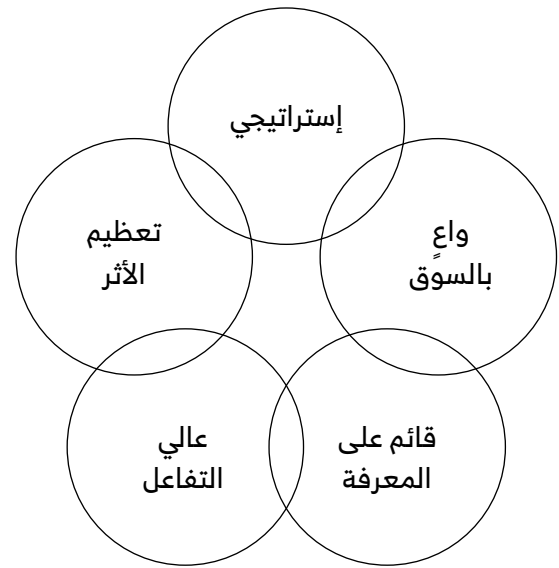 إستراتيجي
واعٍ
بالسوق
قائم على
المعرفة
عالي
التفاعل
تعظيم
الأثر